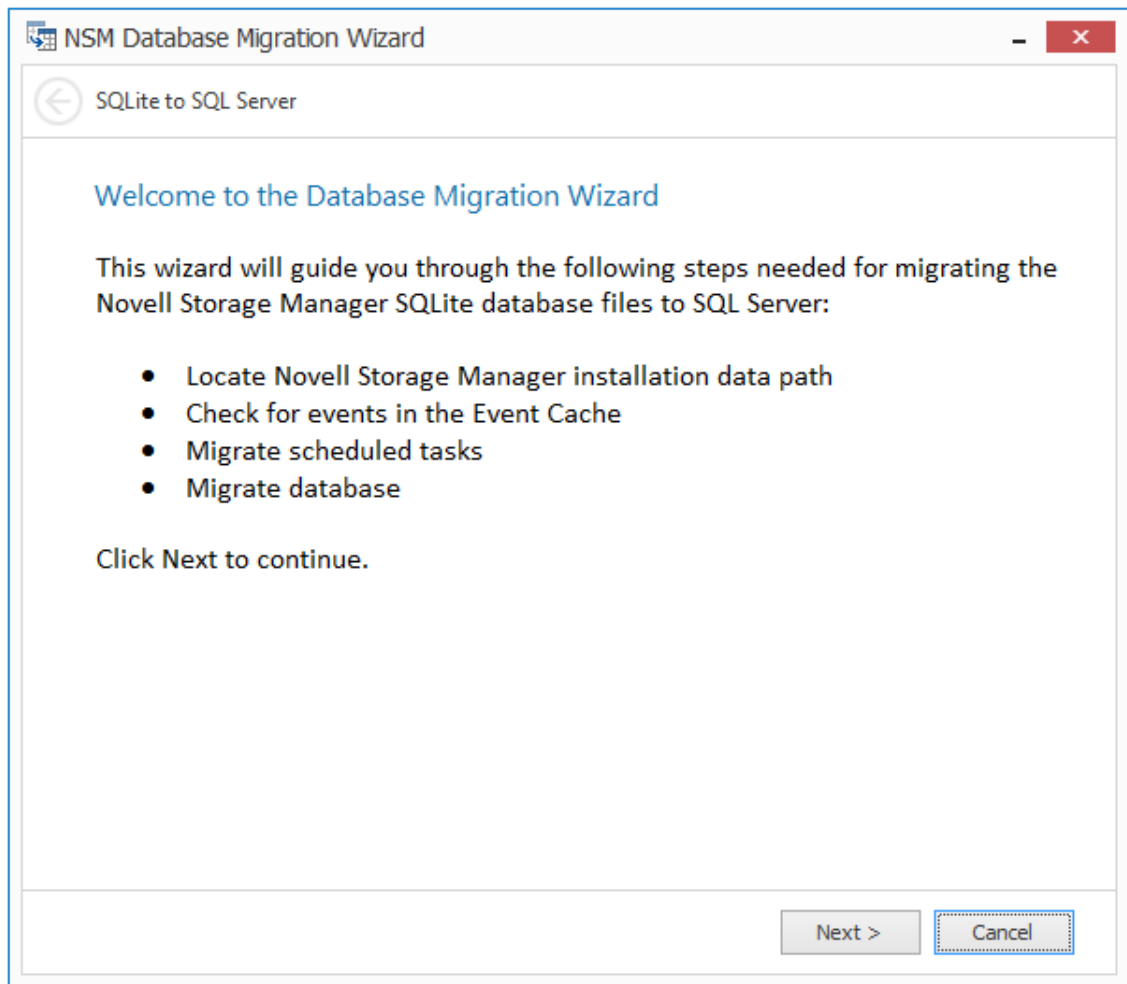 NSM Database Migration Wizard
SQLite to SQL Server
Welcome to the Database Migration Wizard
This wizard will guide you through the following steps needed for migrating the
Novell Storage Manager SQLite database files to SQL Server:
• Locate Novell Storage Manager installation data path
• Check for events in the Event Cache
• Migrate scheduled tasks
• Migrate database
Click Next to continue.
Next >
Cancel